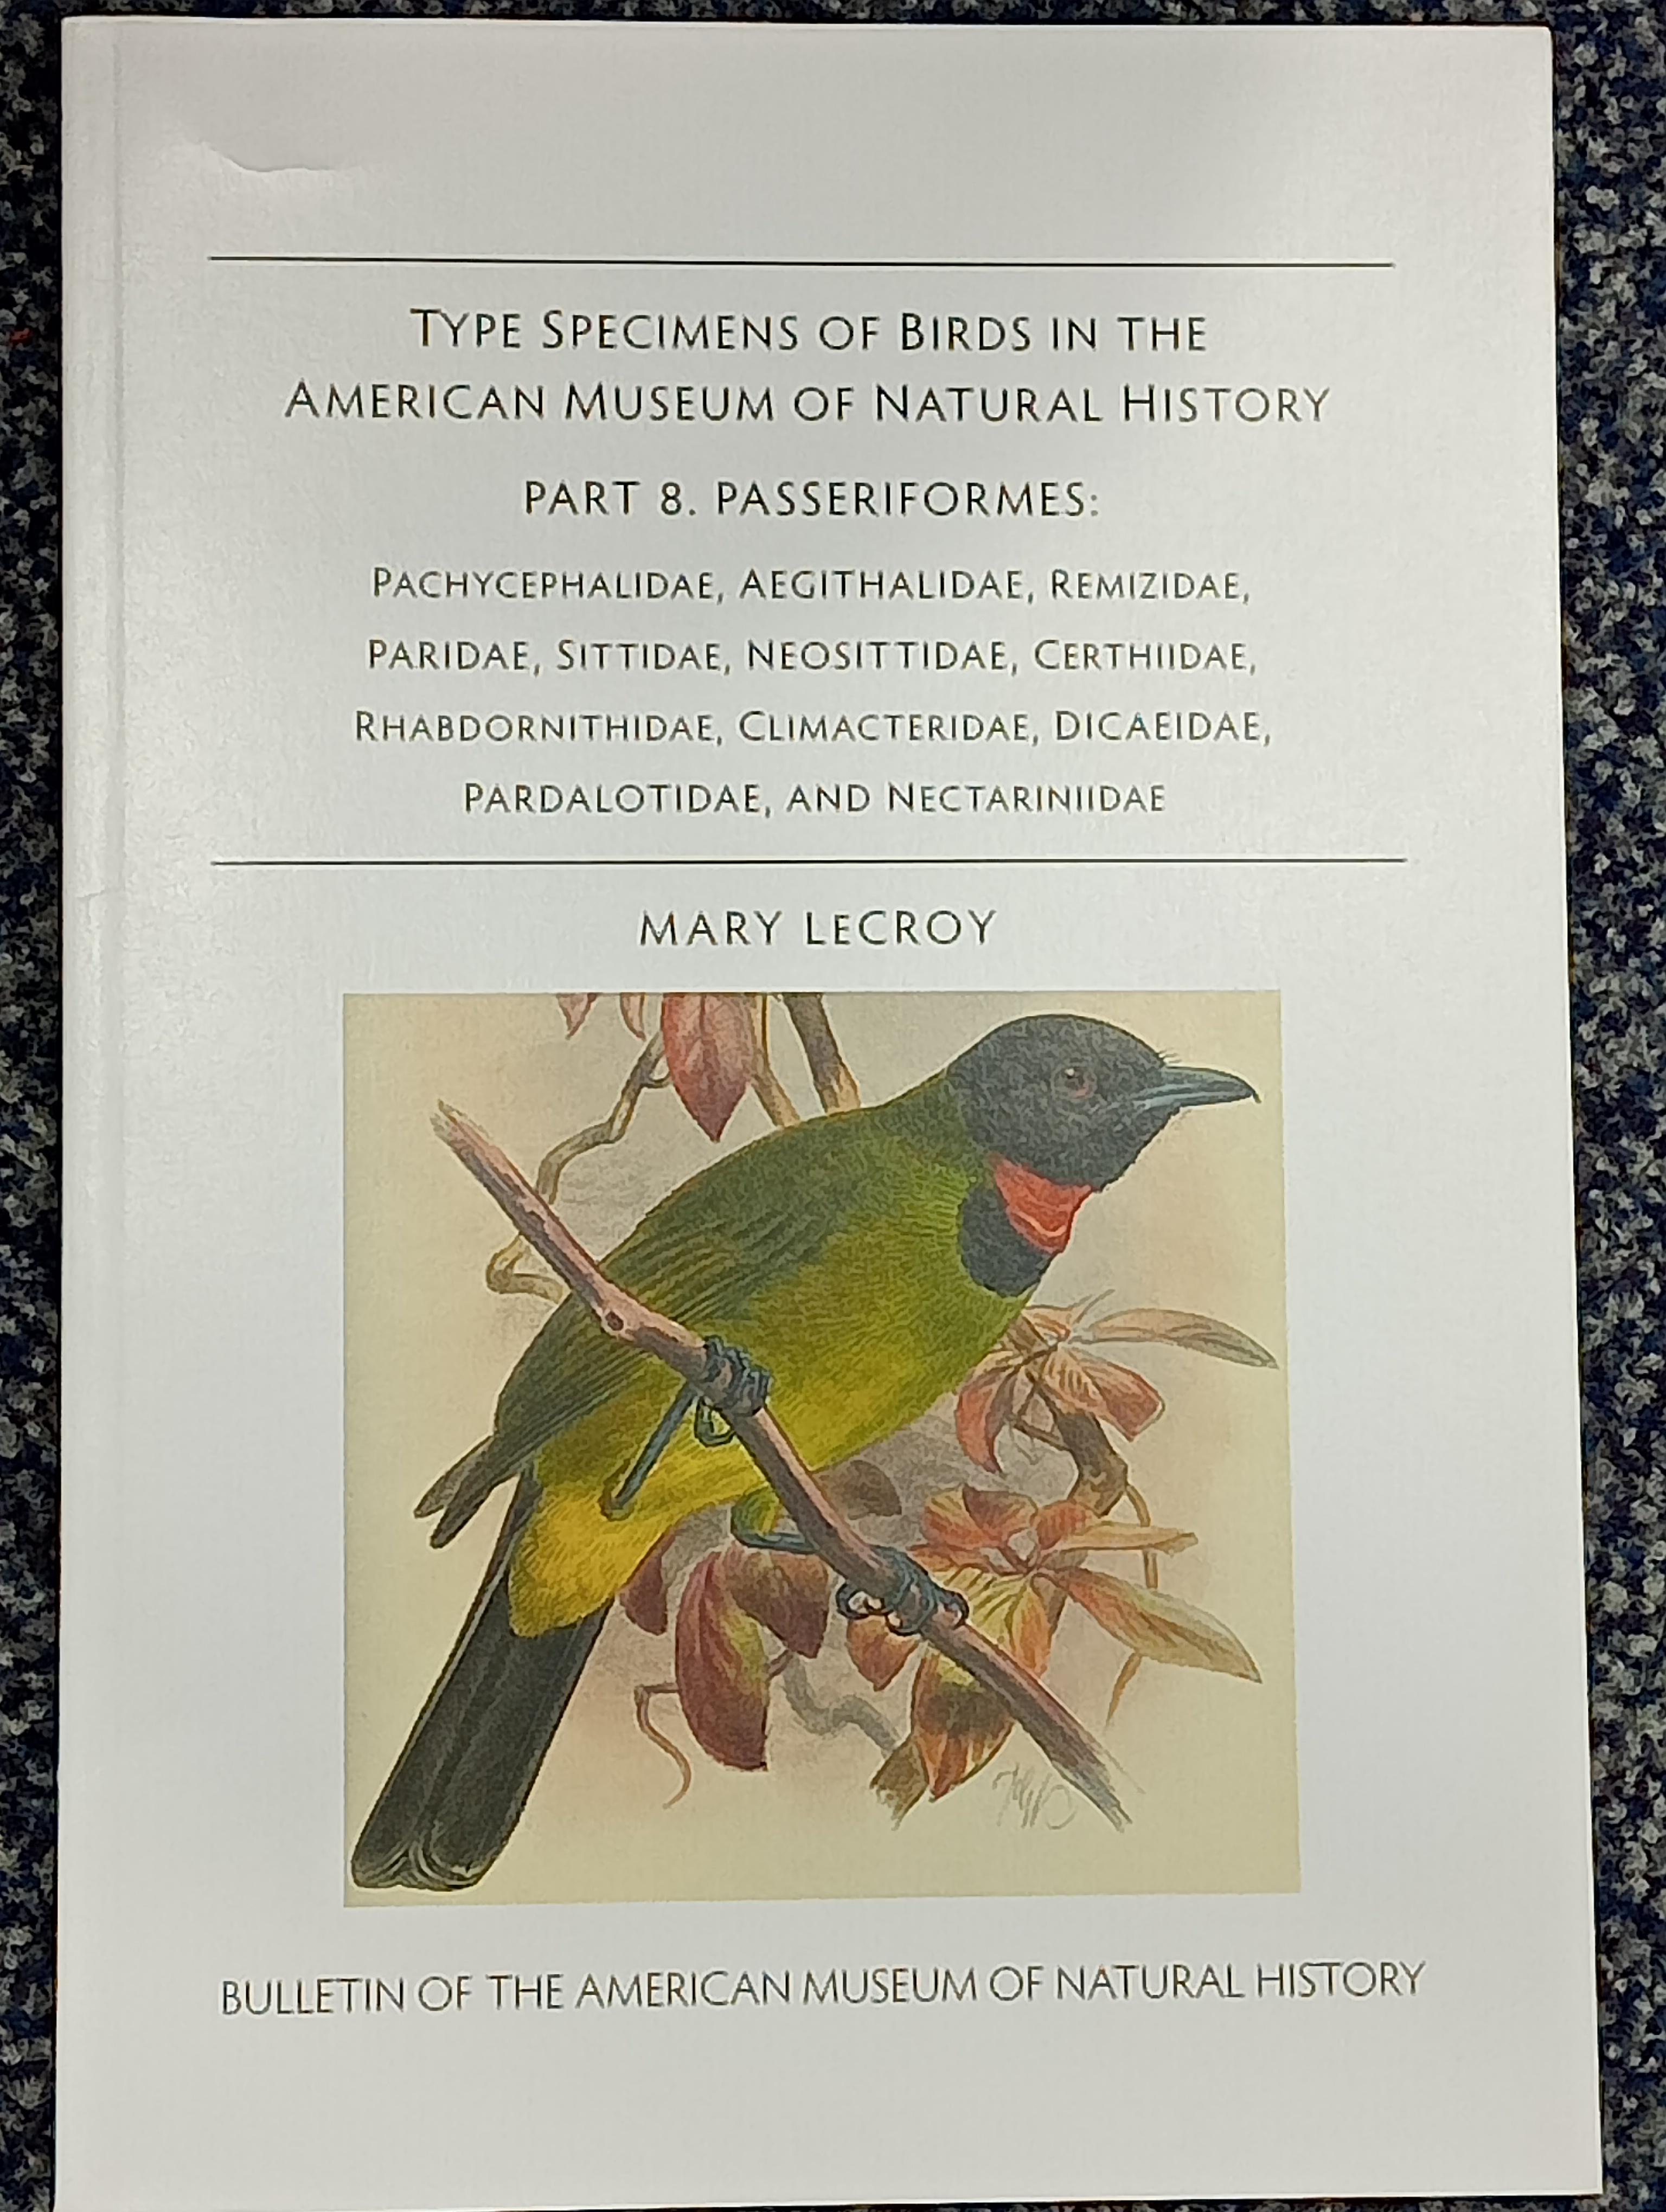 TYPE SPECIMENS OF BIRDS IN THE
AMERICAN MUSEUM OF NATURAL HISTORY
PART 8. PASSERIFORMES:
PACHYCEPHALIDAE, AEGITHALIDAE, REMIZIDAE,
PARIDAE, SITTIDAE, NEOSITTIDAE, CERTHIIDAE,
RHABDORNITHIDAE, CLIMACTERIDAE, DICAEIDAE,
PARDALOTIDAE, AND NECTARINIIDAE
MARY LECROY
BULLETIN OF THE AMERICAN MUSEUM OF NATURAL HISTORY